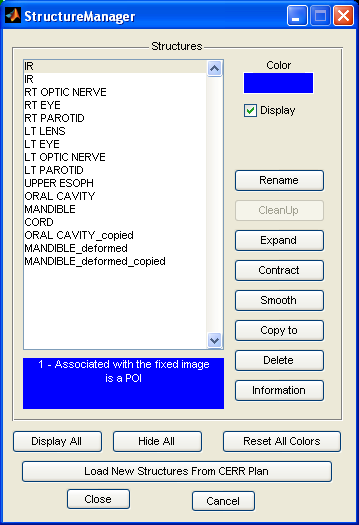 StructureManager
Structures
IR
IR
RT OPTIC NERVE
RT EYE
RT PAROTID
LT LENS
LT EYE
LT OPTIC NERVE
LT PAROTID
UPPER ESOPH
ORAL CAVITY
MANDIBLE
CORD
ORAL CAVITY_copied
MANDIBLE_deformed
MANDIBLE_deformed_copied
1 - Associated with the fixed image
is a POI
Color
Display
Rename
CleanUp
Expand
Contract
Smooth
Copy to
Delete
Information
Display All
Hide All
Reset All Colors
Load New Structures From CERR Plan
Close
Cancel